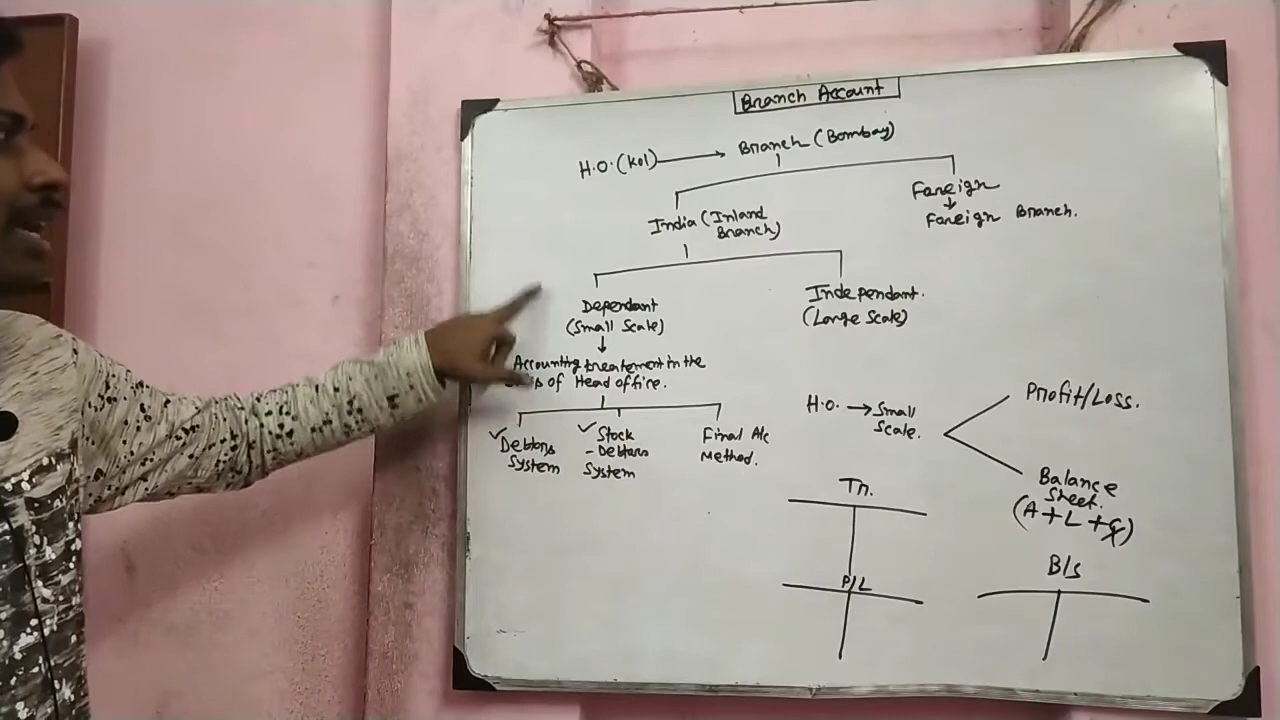 Branch Account
H.O. (Kol) → Branch (Bombay)
India (Inland
Branch)
Foreign
↓
Foreign Branch.
Dependant
(Small Scale)
↓
Independant.
(Large Scale)
Accounting treatement in the
of Head office.
✓ Debtors
System
✓ Stock
- Debtors
System
Final A/c
Method.
H.O. → Small
Scale.
Profit/Loss.
Balance
Sheet.
(A + L + )
Tr.
P/L
B/s